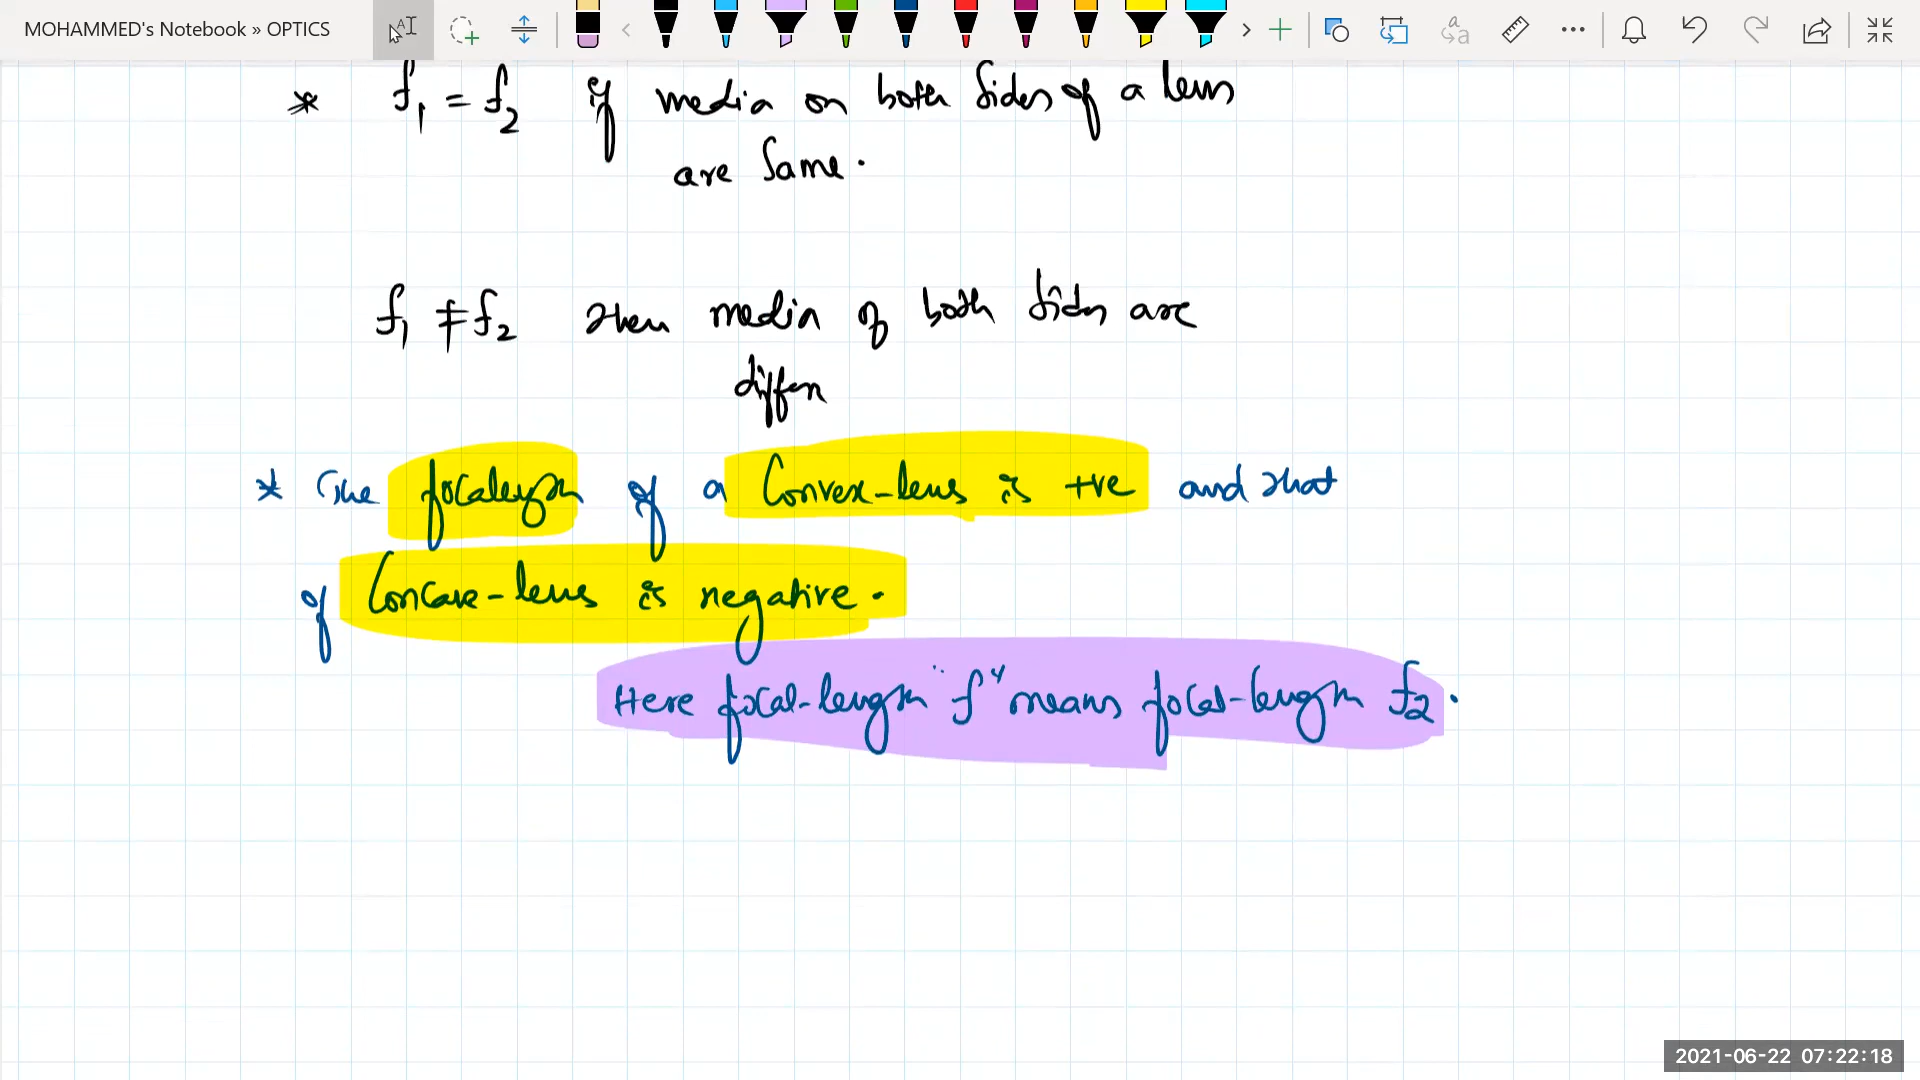 MOHAMMED's Notebook » OPTICS
* f₁ = f₂ if media on both sides of a lens
are same.
f₁ ≠ f₂ then media of both sides are
differn
* The focalength of a Convex-lens is +ve and that
of Concave-lens is negative.
Here focal-length "f" means focal-length f₂.
2021-06-22 07:22:18